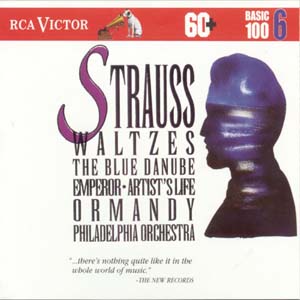 RCA VICTOR
60+
BASIC
100 6
STRAUSS
WALTZES
THE BLUE DANUBE
EMPEROR • ARTIST'S LIFE
ORMANDY
PHILADELPHIA ORCHESTRA
"...there's nothing quite like it in the
whole world of music."
—THE NEW RECORDS